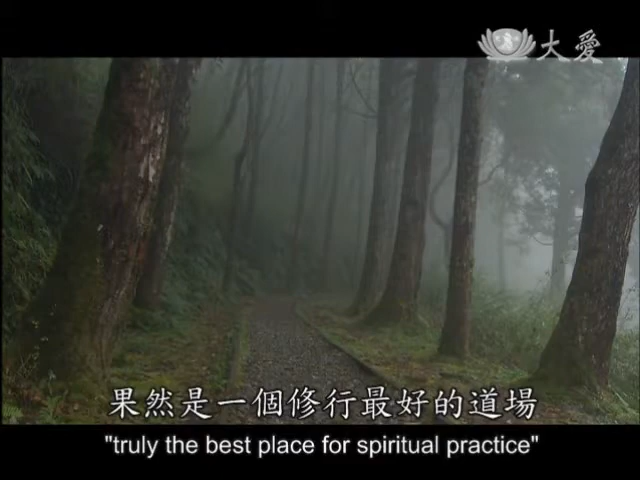 大愛
果然是一個修行最好的道場
"truly the best place for spiritual practice"